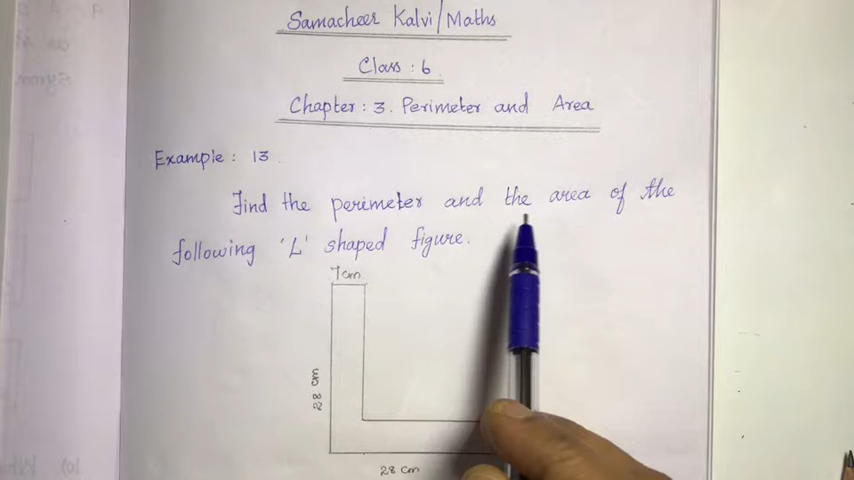 Samacheer Kalvi/Maths
Class : 6
Chapter : 3. Perimeter and Area
Example : 13.
Find the perimeter and the area of the
following 'L' shaped figure.
7cm
28 cm
28 cm